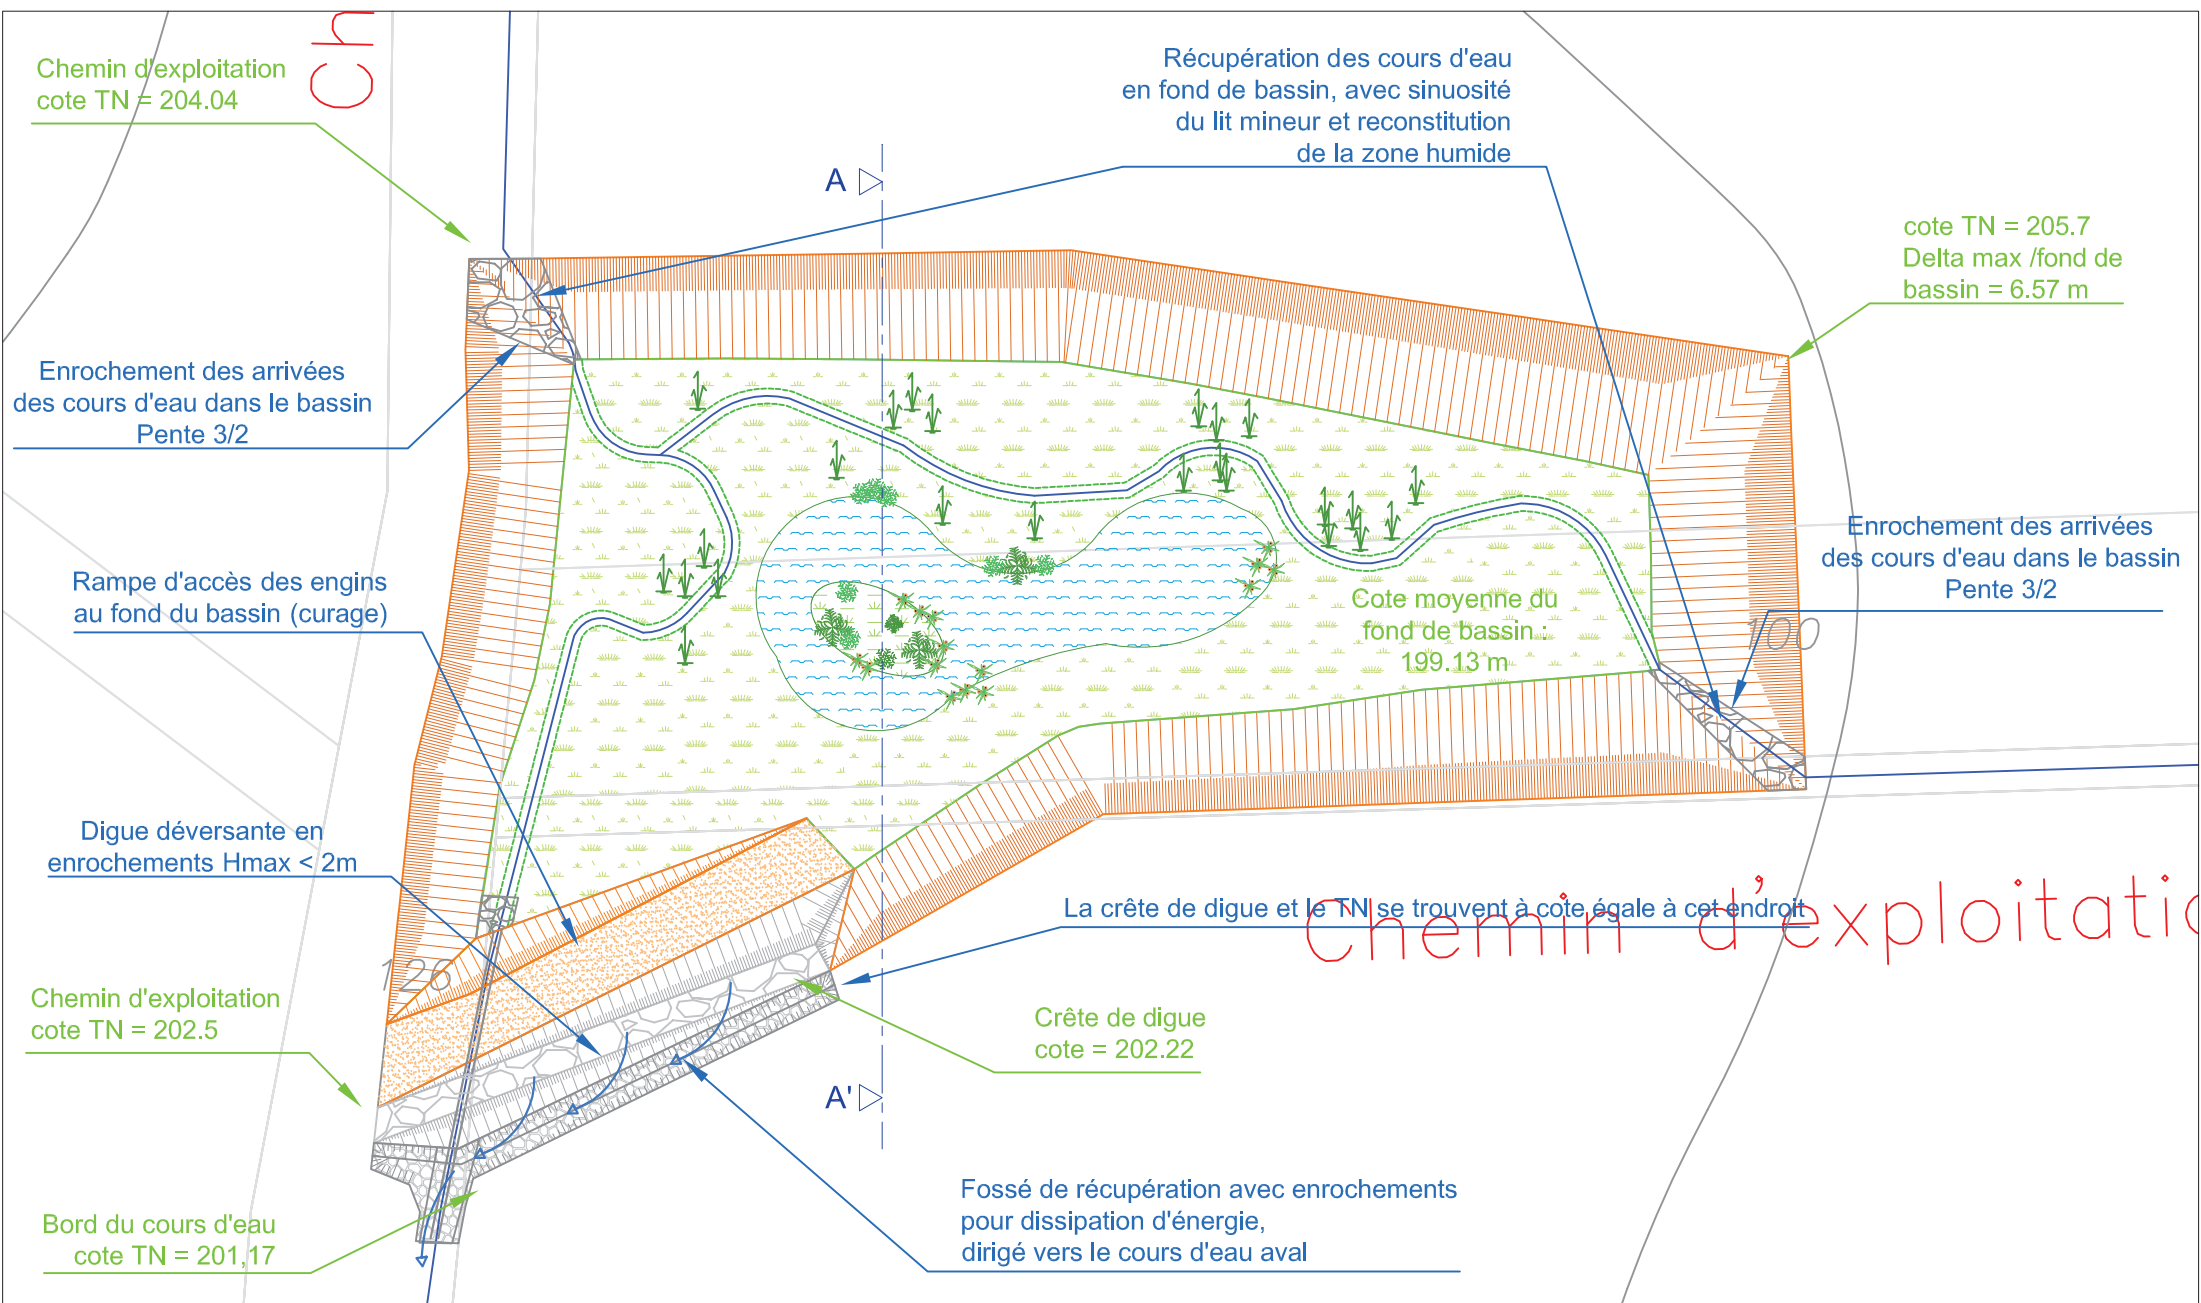 Ch
Chemin d'exploitation
cote TN = 204.04
Récupération des cours d'eau
en fond de bassin, avec sinuosité
du lit mineur et reconstitution
de la zone humide
A
cote TN = 205.7
Delta max /fond de
bassin = 6.57 m
Enrochement des arrivées
des cours d'eau dans le bassin
Pente 3/2
Enrochement des arrivées
des cours d'eau dans le bassin
Pente 3/2
Rampe d'accès des engins
au fond du bassin (curage)
Cote moyenne du
fond de bassin :
199.13 m
100
Digue déversante en
enrochements Hmax < 2m
La crête de digue et le TN se trouvent à cote égale à cet endroit
Chemin d'exploitatio
126
Chemin d'exploitation
cote TN = 202.5
Crête de digue
cote = 202.22
A'
Fossé de récupération avec enrochements
pour dissipation d'énergie,
dirigé vers le cours d'eau aval
Bord du cours d'eau
cote TN = 201,17